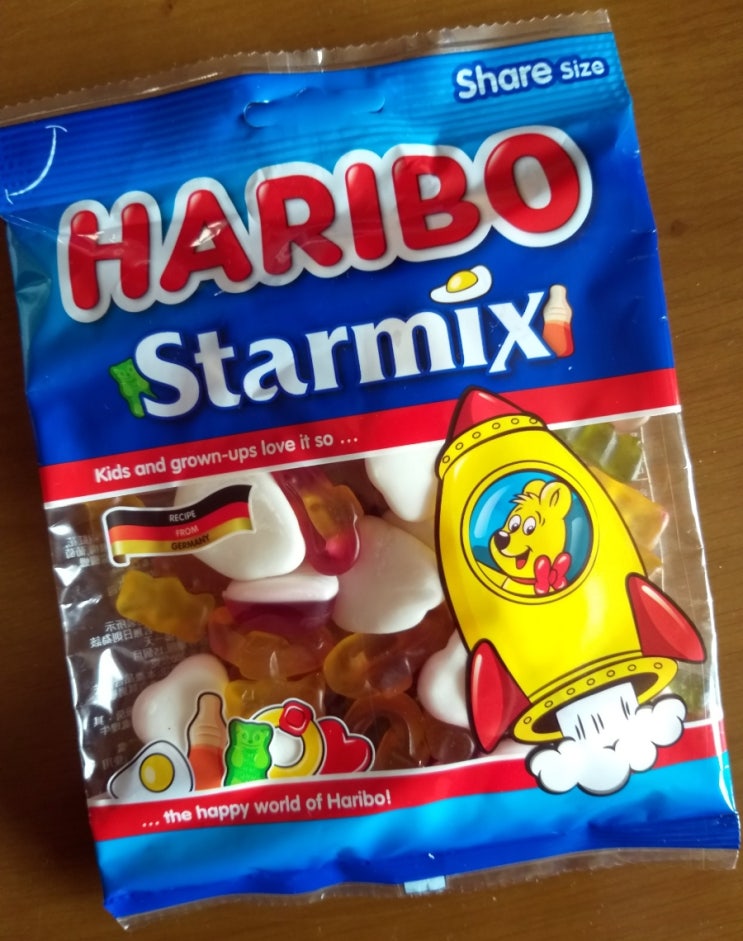 Share Size
HARIBO
Starmix
Kids and grown-ups love it so ...
RECIPE
FROM
GERMANY
... the happy world of Haribo!